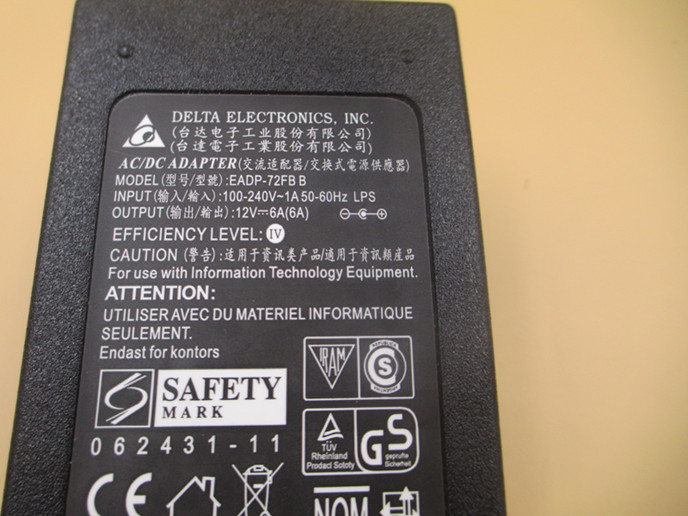 DELTA ELECTRONICS, INC.
(台达电子工业股份有限公司)
(台達電子工業股份有限公司)
AC/DC ADAPTER(交流适配器/交換式電源供應器)
MODEL (型号/型號):EADP-72FB B
INPUT (输入/輸入):100-240V~1A 50-60Hz LPS
OUTPUT (输出/輸出):12V⎓6A(6A)
EFFICIENCY LEVEL: IV
CAUTION (警告):适用于资讯类产品/適用于資訊類產品
For use with Information Technology Equipment.
ATTENTION:
UTILISER AVEC DU MATERIEL INFORMATIQUE
SEULEMENT.
Endast for kontors
IRAM
S
SAFETY
MARK
062431-11
TÜV
Rheinland
Prodact Sototy
GS
geprüfte
Sicherheit
CE
NOM